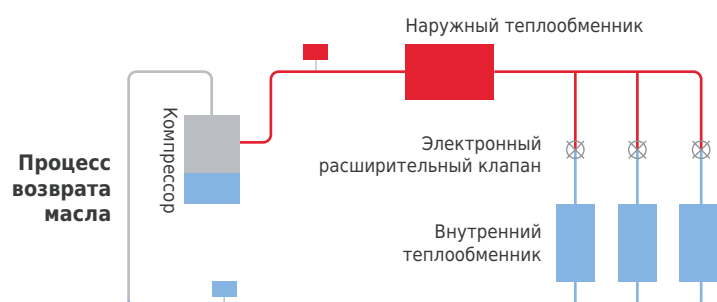 Наружный теплообменник
Компрессор
Электронный
расширительный клапан
Процесс
возврата
масла
Внутренний
теплообменник